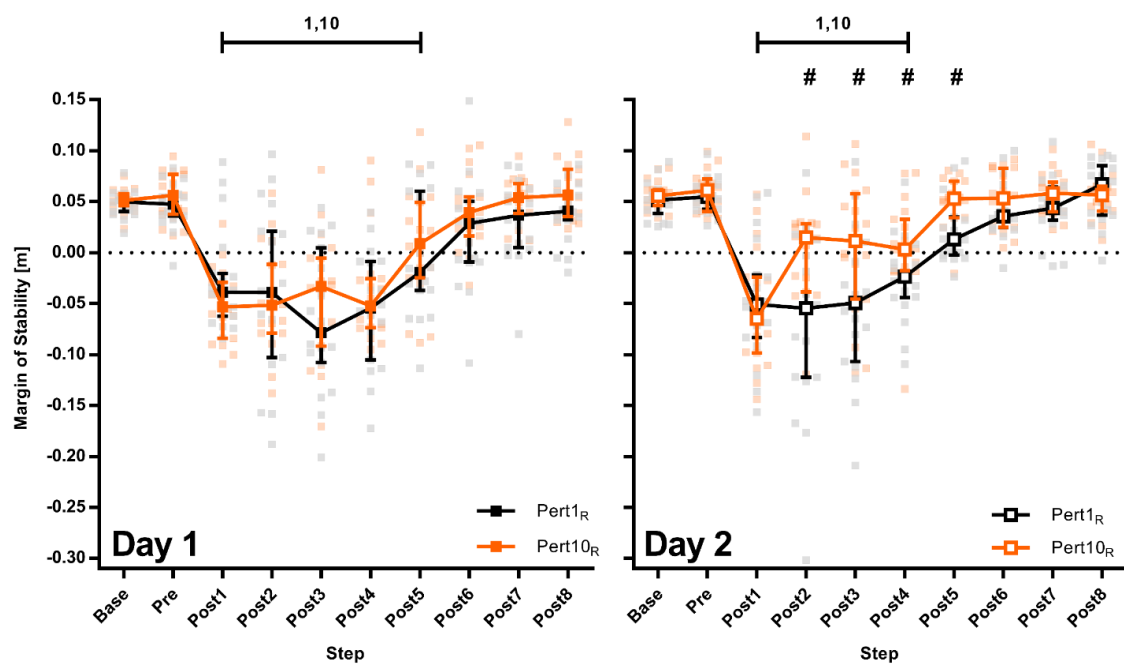 1,10
1,10
# # # #
Margin of Stability [m]
0.15
0.10
0.05
0.00
-0.05
-0.10
-0.15
-0.20
-0.25
-0.30
Pert1R
Pert10R
Day 1
Pert1R
Pert10R
Day 2
Base Pre Post1 Post2 Post3 Post4 Post5 Post6 Post7 Post8
Base Pre Post1 Post2 Post3 Post4 Post5 Post6 Post7 Post8
Step
Step